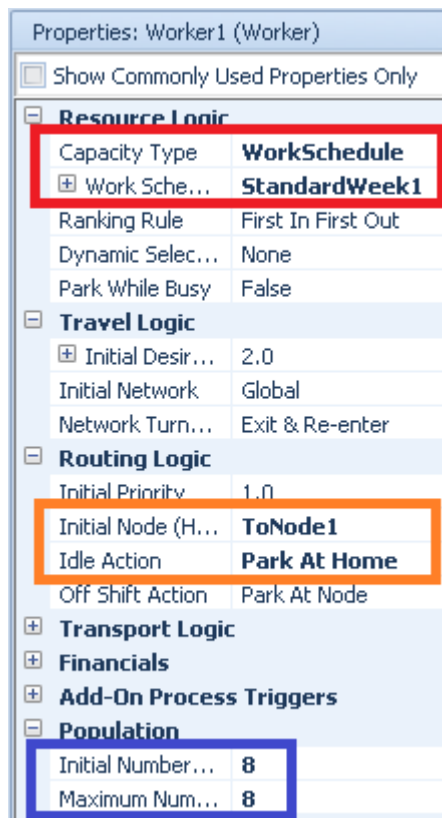 Properties: Worker1 (Worker)
Show Commonly Used Properties Only
Resource Logic
Capacity Type WorkSchedule
Work Sche... StandardWeek1
Ranking Rule First In First Out
Dynamic Selec... None
Park While Busy False
Travel Logic
Initial Desir... 2.0
Initial Network Global
Network Turn... Exit & Re-enter
Routing Logic
Initial Priority 1.0
Initial Node (H... ToNode1
Idle Action Park At Home
Off Shift Action Park At Node
Transport Logic
Financials
Add-On Process Triggers
Population
Initial Number... 8
Maximum Num... 8